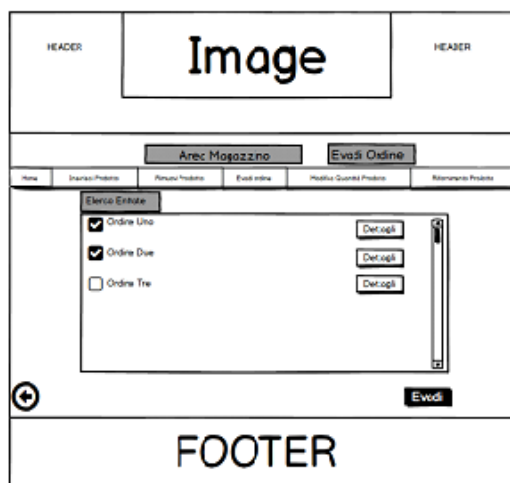 HEADER
Image
HEADER
Arec Magazzino
Evadi Ordine
Home
Inserisci Prodotto
Rimuovi Prodotto
Evadi ordine
Modifica Quantità Prodotto
Rifornimento Prodotto
Elenco Entrate
Ordine Uno
Dettagli
Ordine Due
Dettagli
Ordine Tre
Dettagli
Evadi
FOOTER